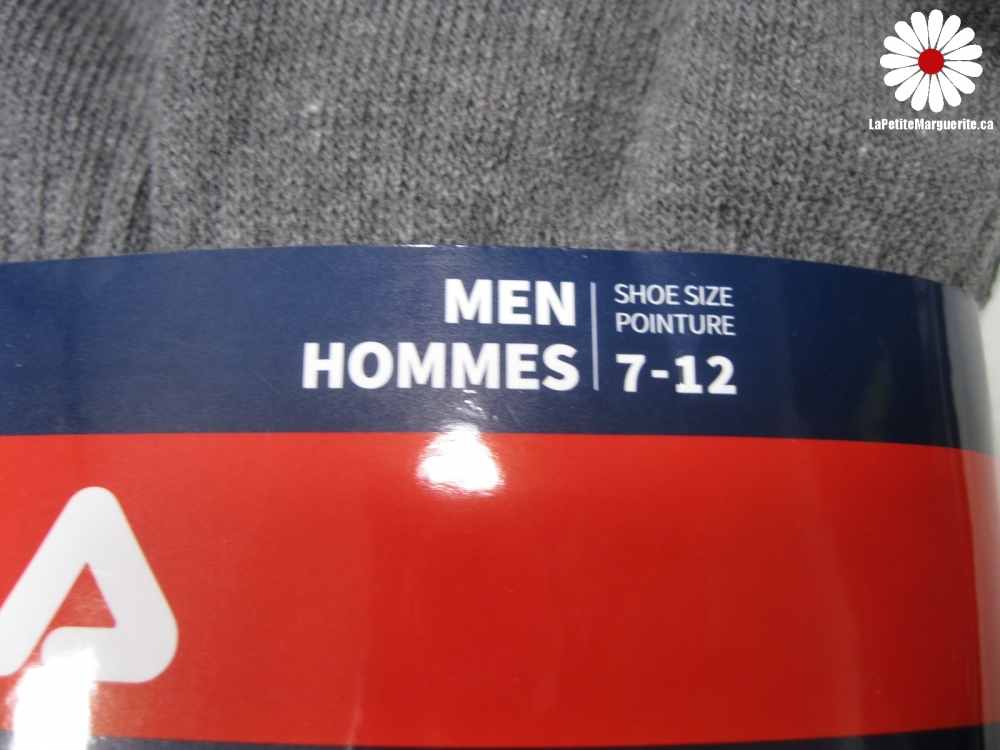 LaPetiteMarguerite.ca
MEN
HOMMES
SHOE SIZE
POINTURE
7-12
A